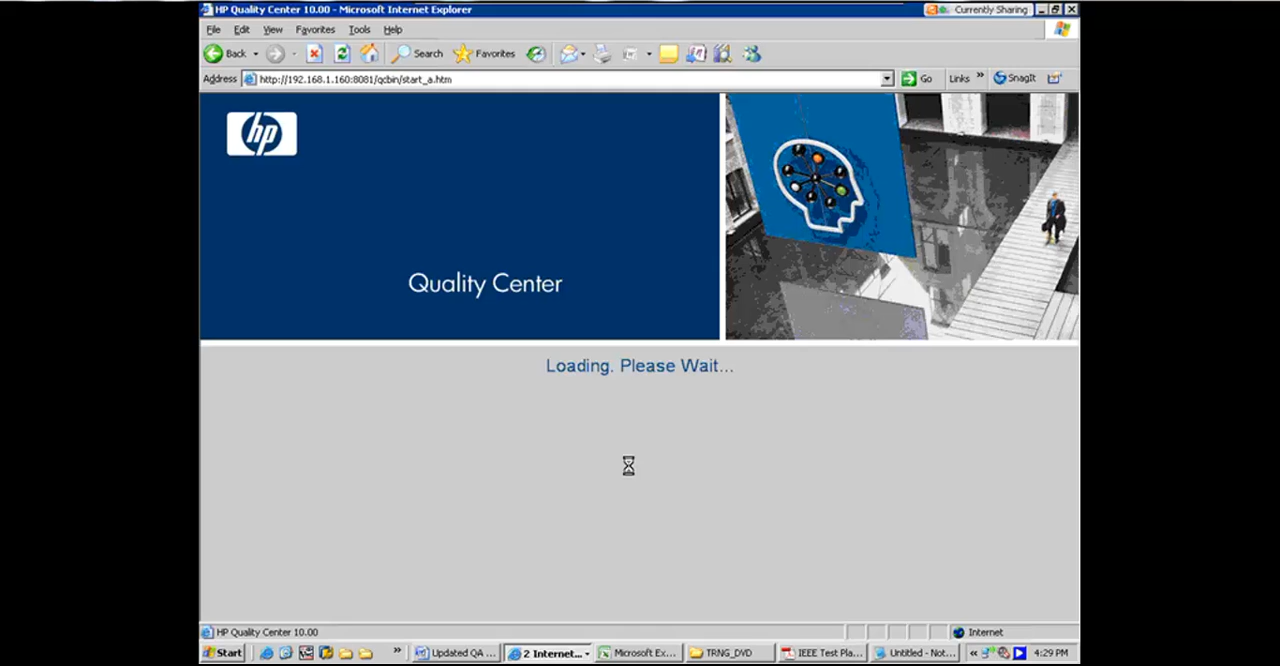 HP Quality Center 10.00 - Microsoft Internet Explorer
Currently Sharing
File Edit View Favorites Tools Help
Back Search Favorites
Address http://192.168.1.160:8081/qcbin/start_a.htm Go Links » SnagIt
hp
Quality Center
Loading. Please Wait...
HP Quality Center 10.00 Internet
Start » Updated QA ... 2 Internet... Microsoft Ex... TRNG_DVD IEEE Test Pla... Untitled - Not... « 4:29 PM